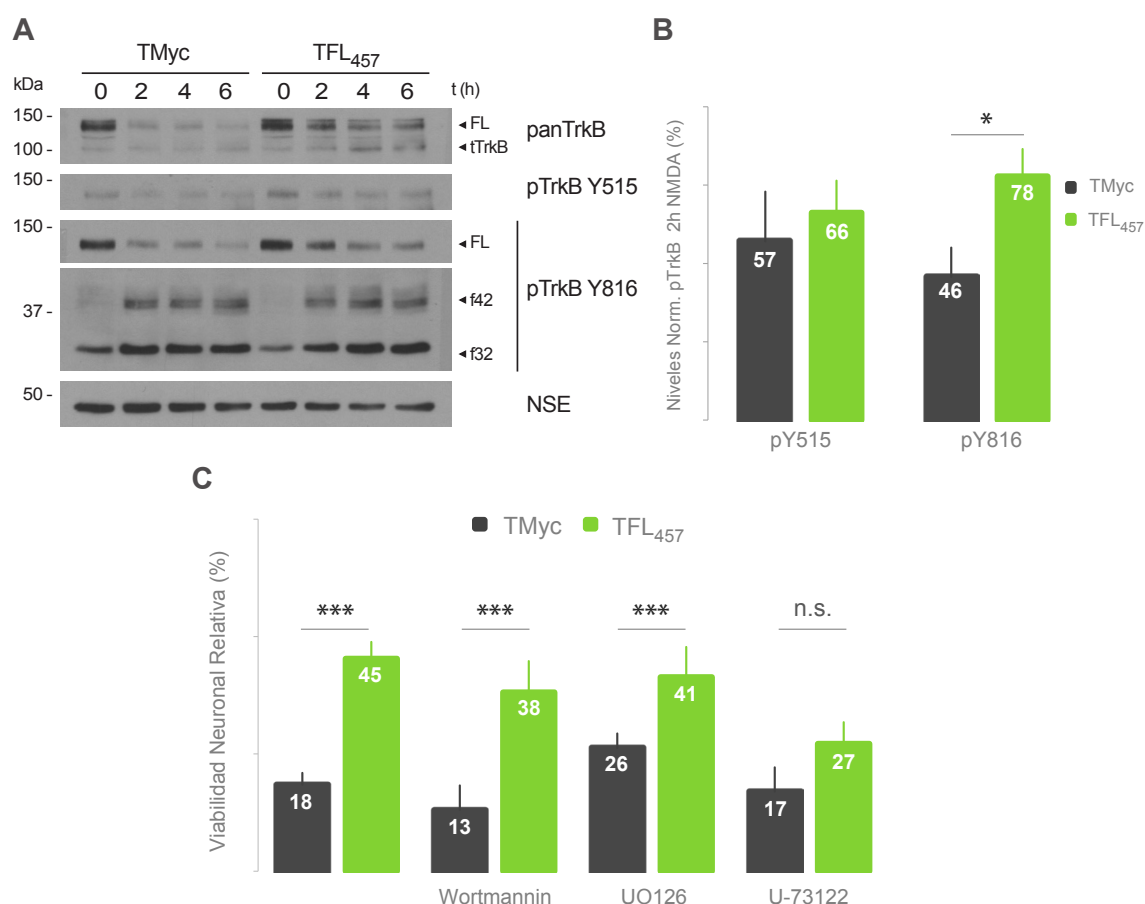 A
TMyc TFL457
kDa 0 2 4 6 0 2 4 6 t (h)
150 -
FL
panTrkB
100 -
tTrkB
150 -
pTrkB Y515
150 -
FL
pTrkB Y816
f42
37 -
f32
50 -
NSE
B
Niveles Norm. pTrkB 2h NMDA (%)
*
57
66
46
78
pY515 pY816
TMyc
TFL457
C
Viabilidad Neuronal Relativa (%)
TMyc TFL457
*** *** *** n.s.
18 45 13 38 26 41 17 27
Wortmannin UO126 U-73122